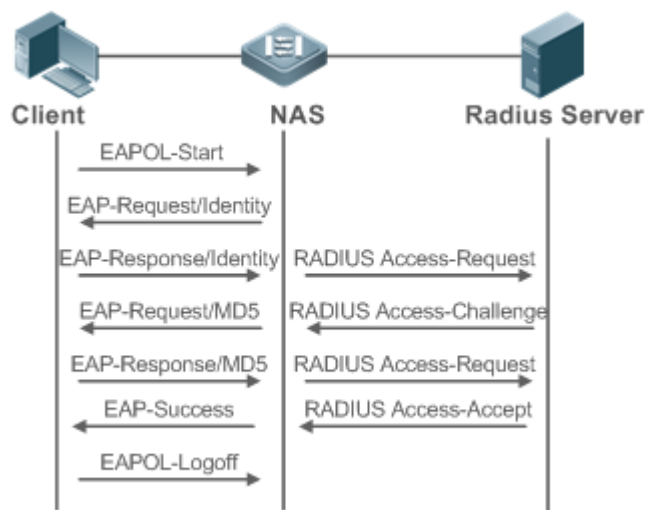 Client NAS Radius Server
EAPOL-Start
EAP-Request/Identity
EAP-Response/Identity RADIUS Access-Request
EAP-Request/MD5 RADIUS Access-Challenge
EAP-Response/MD5 RADIUS Access-Request
EAP-Success RADIUS Access-Accept
EAPOL-Logoff